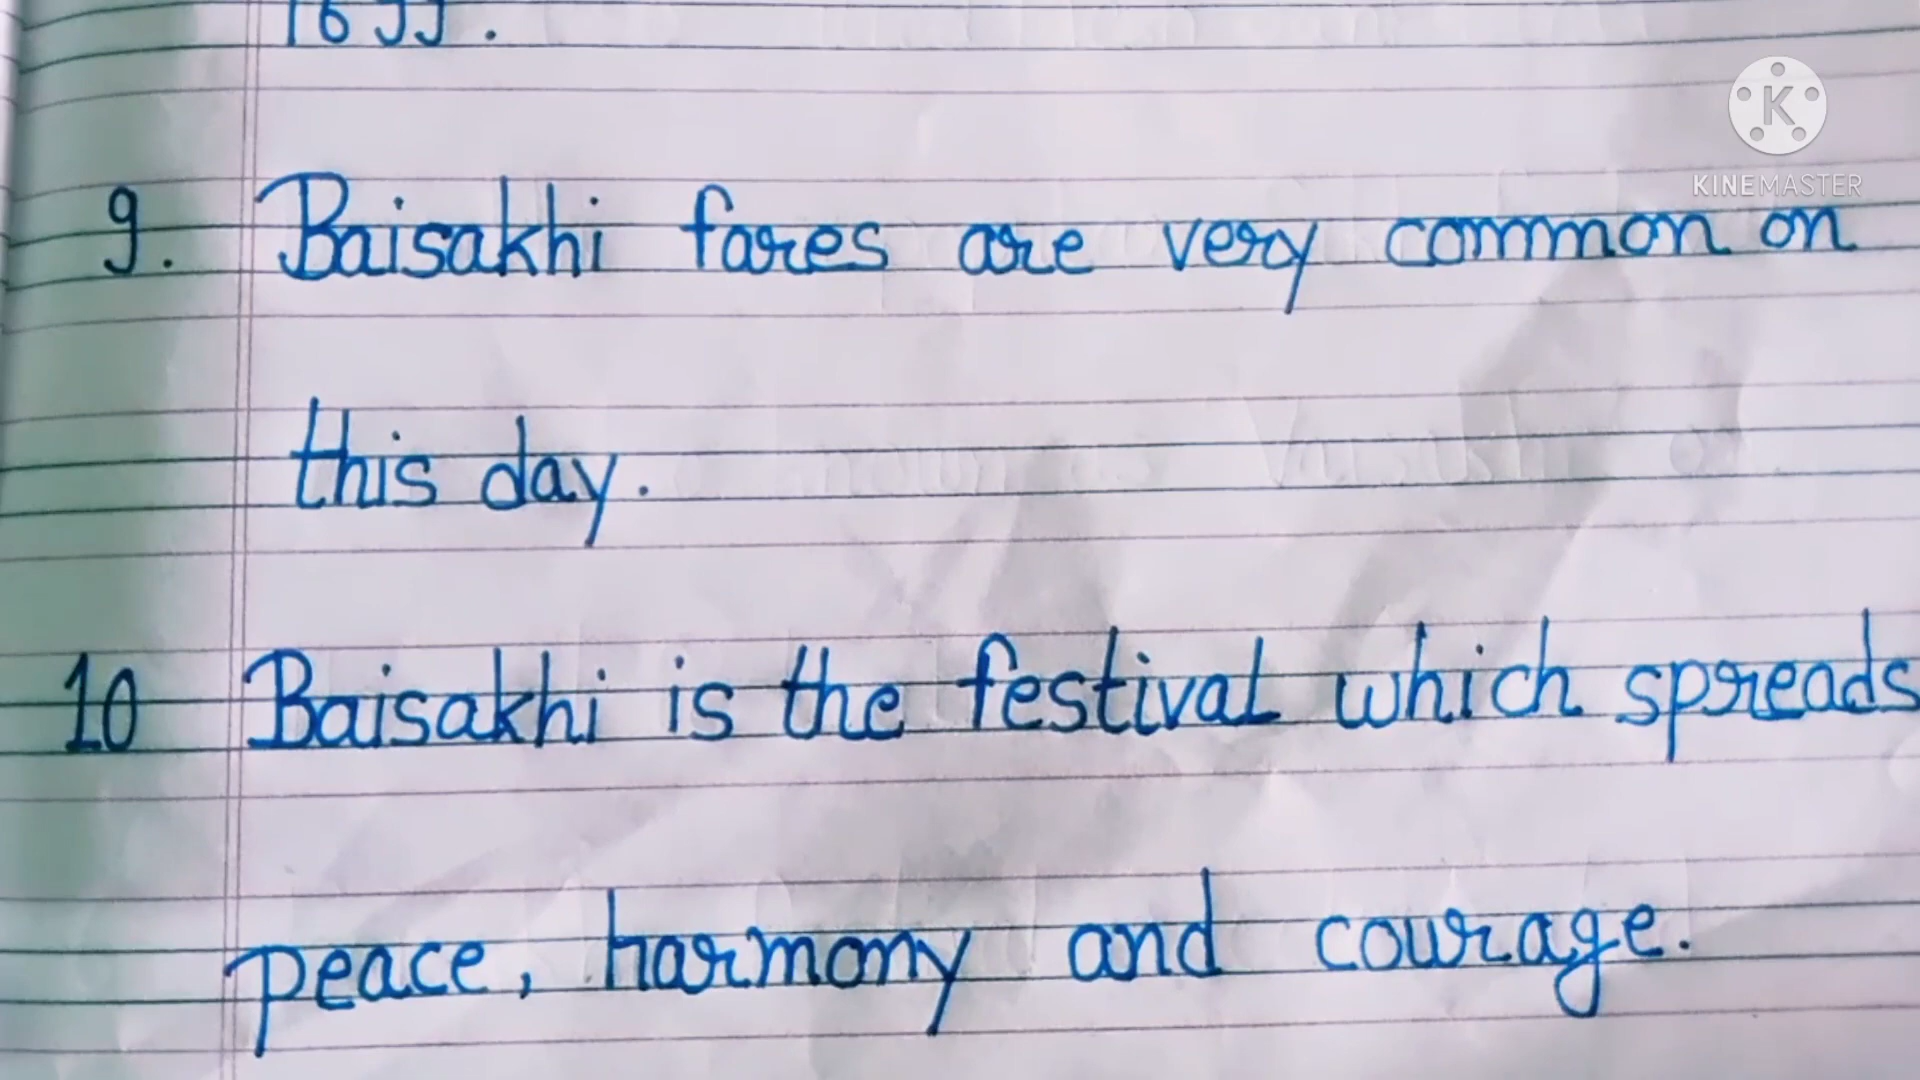 1699.
9. Baisakhi fares are very common on
this day.
10 Baisakhi is the festival which spreads
peace, harmony and courage.
KINEMASTER